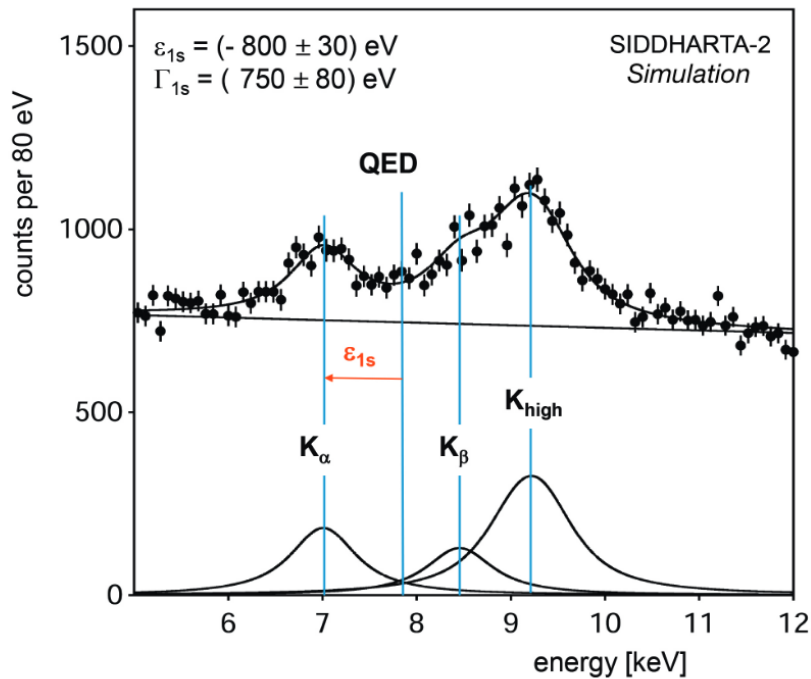 1500
ε1s = (- 800 ± 30) eV
Γ1s = ( 750 ± 80) eV
SIDDHARTA-2
Simulation
QED
counts per 80 eV
1000
ε1s
500
Khigh
Kα
Kβ
0
6 7 8 9 10 11 12
energy [keV]